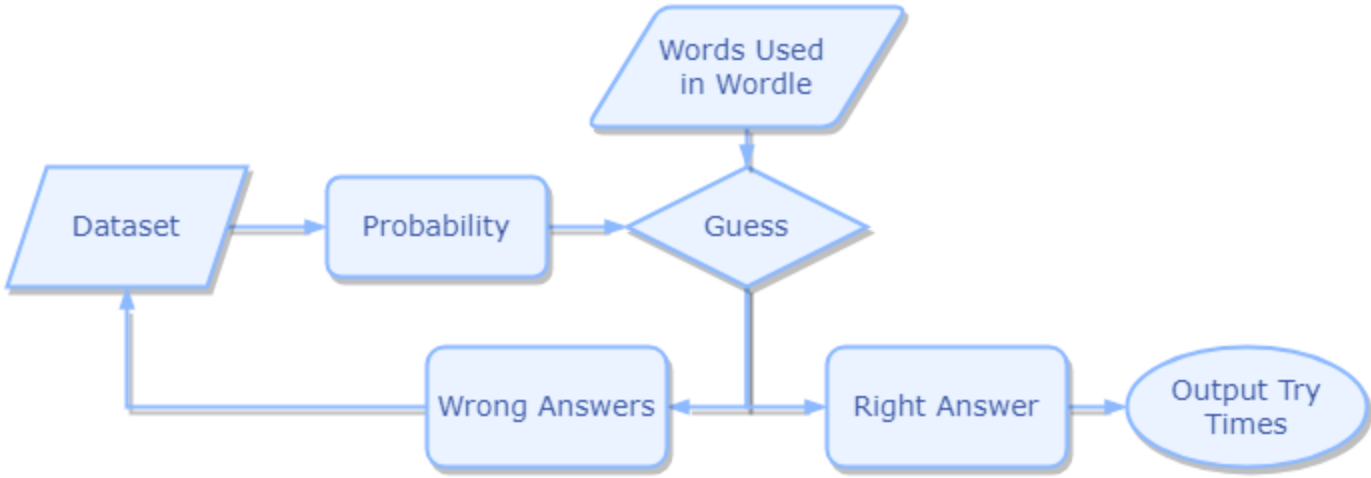 Words Used
in Wordle
Dataset
Probability
Guess
Wrong Answers
Right Answer
Output Try
Times